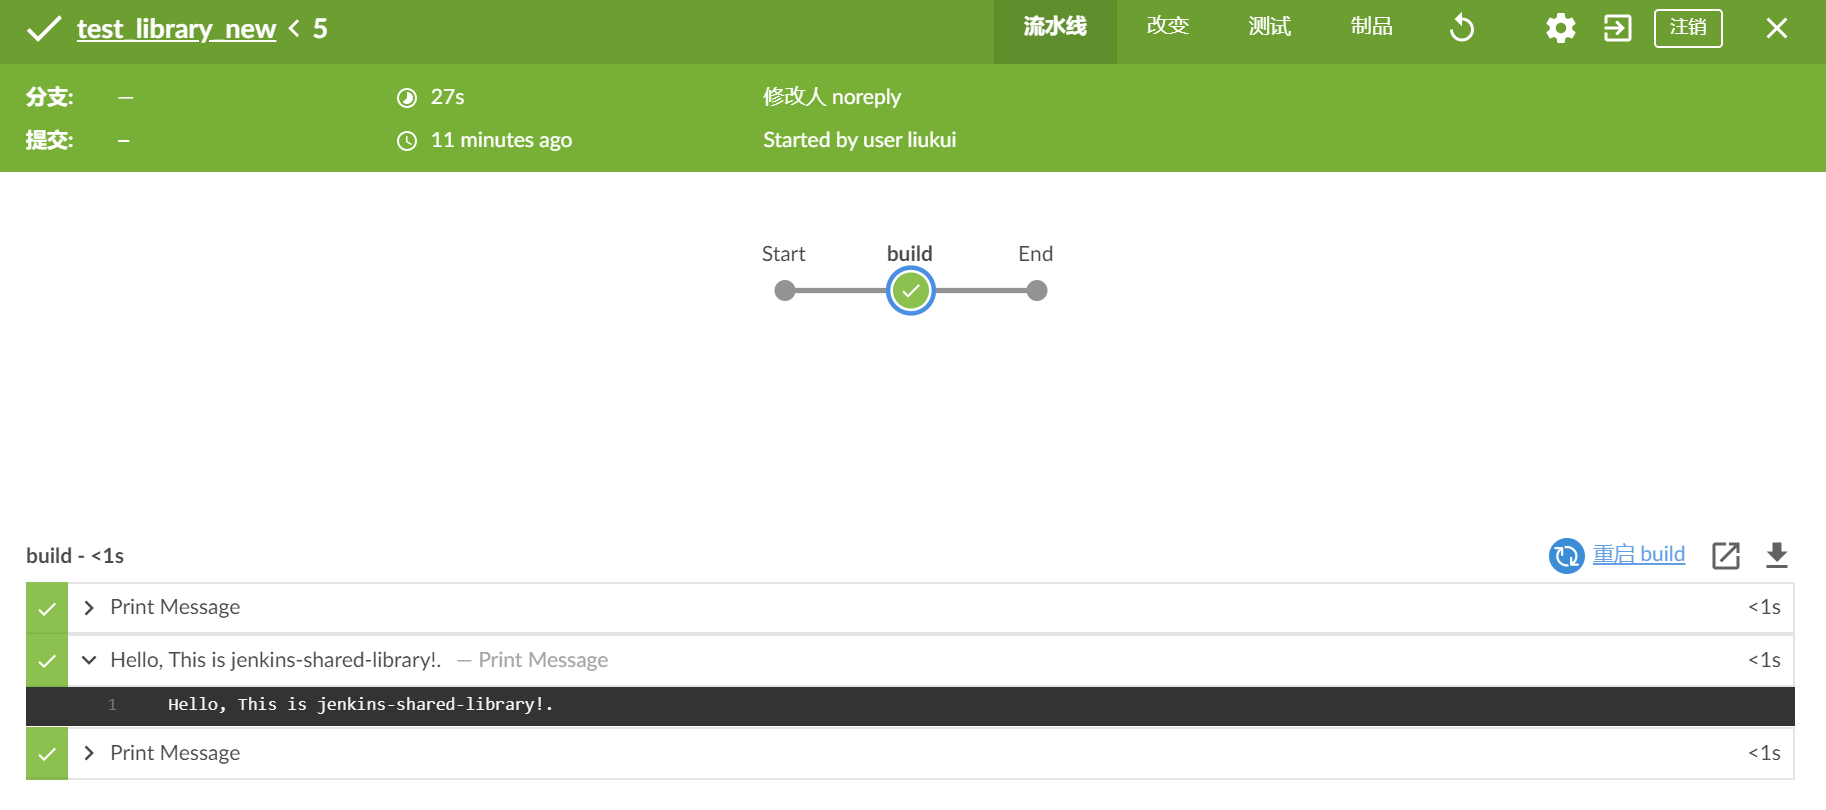 test_library_new < 5 流水线 改变 测试 制品 注销
分支: — 27s 修改人 noreply
提交: – 11 minutes ago Started by user liukui
Start build End
build - <1s 重启 build
Print Message <1s
Hello, This is jenkins-shared-library!. — Print Message <1s
1 Hello, This is jenkins-shared-library!.
Print Message <1s